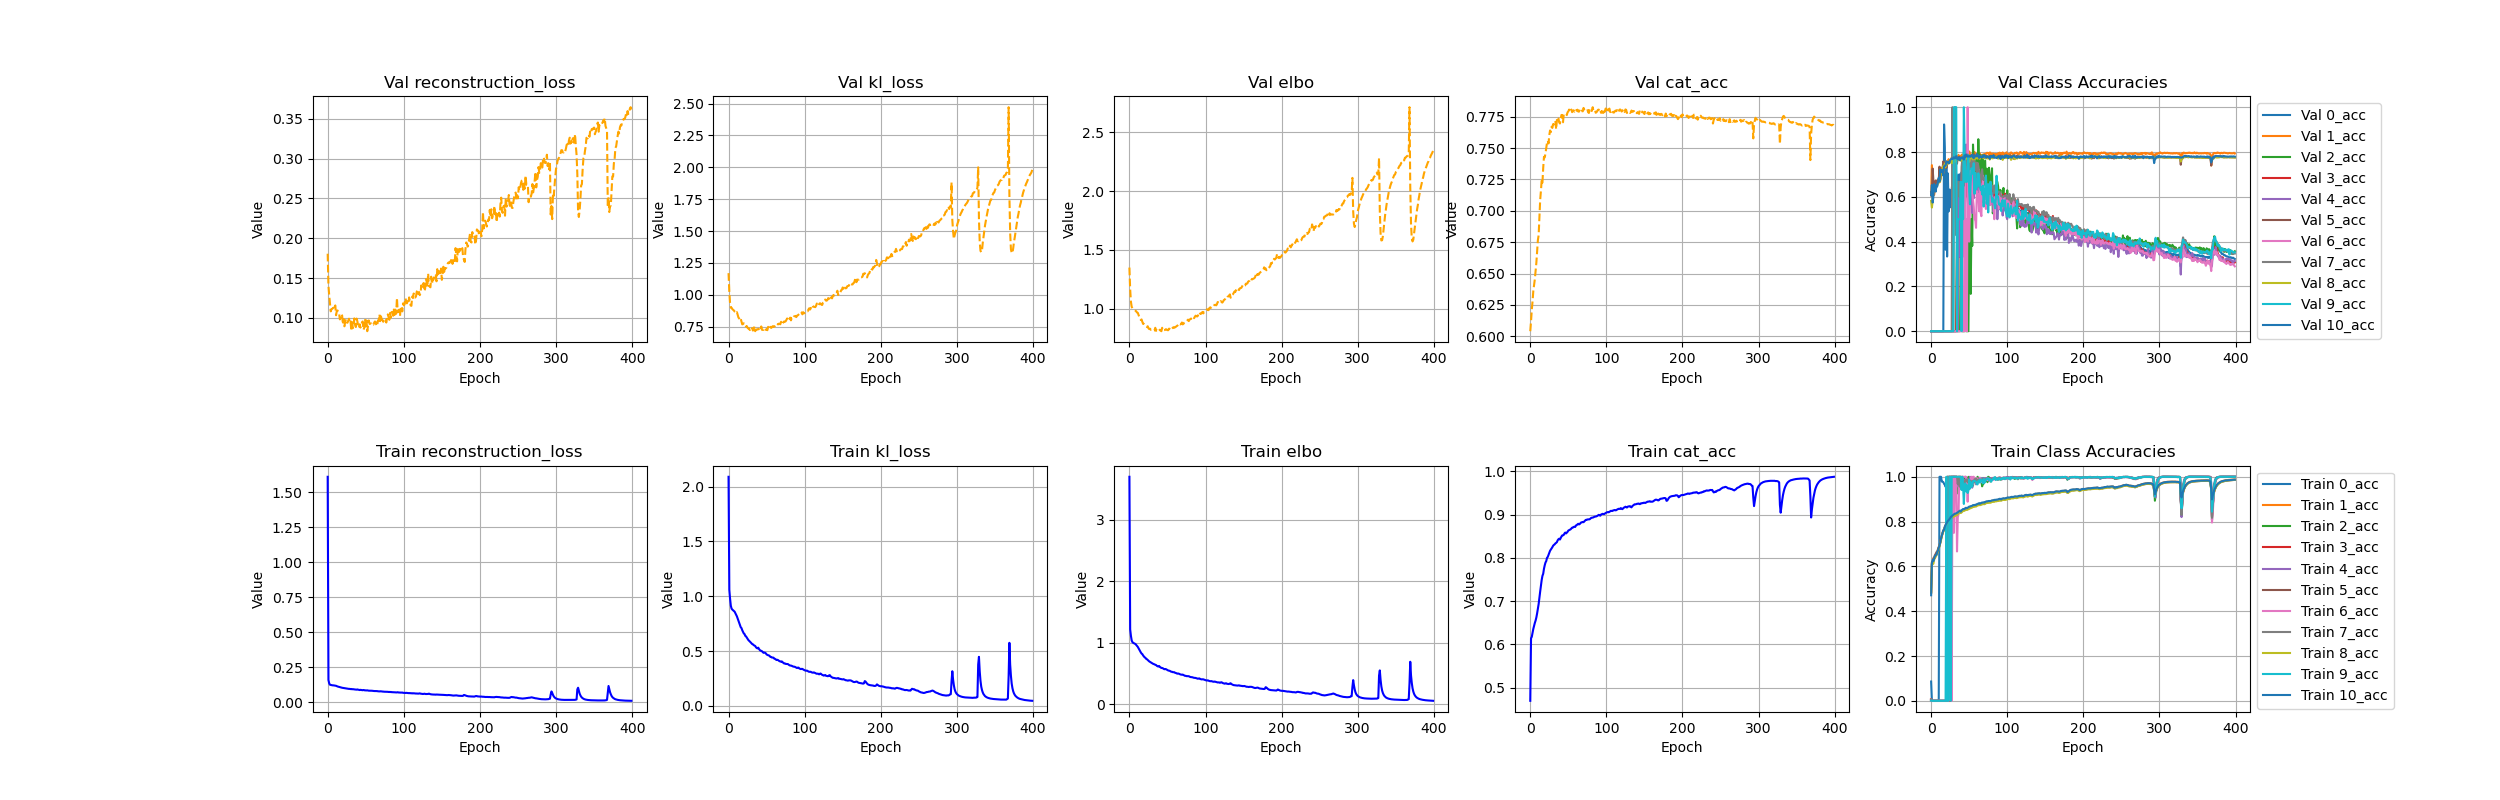 Val reconstruction_loss
Value
0.35
0.30
0.25
0.20
0.15
0.10
0 100 200 300 400
Epoch
Val kl_loss
Value
2.50
2.25
2.00
1.75
1.50
1.25
1.00
0.75
0 100 200 300 400
Epoch
Val elbo
Value
2.5
2.0
1.5
1.0
0 100 200 300 400
Epoch
Val cat_acc
Value
0.775
0.750
0.725
0.700
0.675
0.650
0.625
0.600
0 100 200 300 400
Epoch
Val Class Accuracies
Accuracy
1.0
0.8
0.6
0.4
0.2
0.0
0 100 200 300 400
Epoch
Val 0_acc
Val 1_acc
Val 2_acc
Val 3_acc
Val 4_acc
Val 5_acc
Val 6_acc
Val 7_acc
Val 8_acc
Val 9_acc
Val 10_acc
Train reconstruction_loss
Value
1.50
1.25
1.00
0.75
0.50
0.25
0.00
0 100 200 300 400
Epoch
Train kl_loss
Value
2.0
1.5
1.0
0.5
0.0
0 100 200 300 400
Epoch
Train elbo
Value
3
2
1
0
0 100 200 300 400
Epoch
Train cat_acc
Value
1.0
0.9
0.8
0.7
0.6
0.5
0 100 200 300 400
Epoch
Train Class Accuracies
Accuracy
1.0
0.8
0.6
0.4
0.2
0.0
0 100 200 300 400
Epoch
Train 0_acc
Train 1_acc
Train 2_acc
Train 3_acc
Train 4_acc
Train 5_acc
Train 6_acc
Train 7_acc
Train 8_acc
Train 9_acc
Train 10_acc